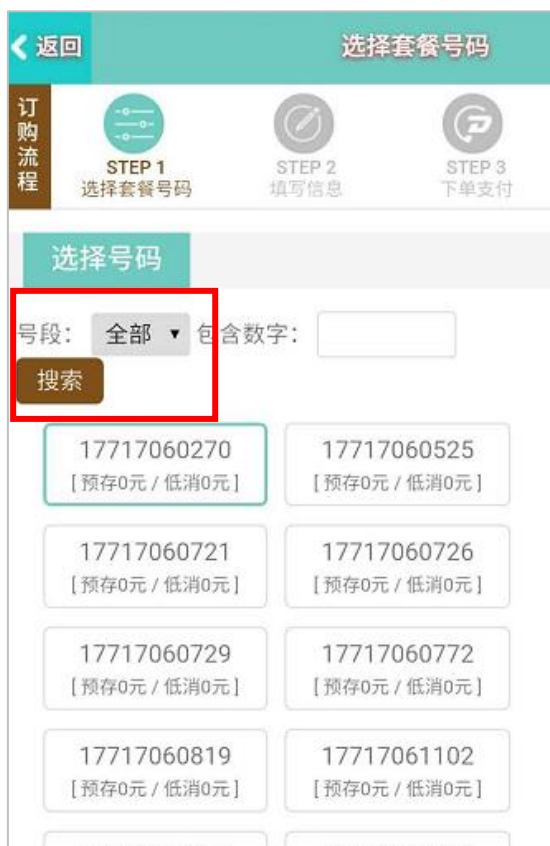 返回
选择套餐号码
订购流程
STEP 1
选择套餐号码
STEP 2
填写信息
STEP 3
下单支付
选择号码
号段： 全部 ▼ 包含数字：
搜索
17717060270 17717060525
[ 预存0元 / 低消0元 ] [ 预存0元 / 低消0元 ]
17717060721 17717060726
[ 预存0元 / 低消0元 ] [ 预存0元 / 低消0元 ]
17717060729 17717060772
[ 预存0元 / 低消0元 ] [ 预存0元 / 低消0元 ]
17717060819 17717061102
[ 预存0元 / 低消0元 ] [ 预存0元 / 低消0元 ]